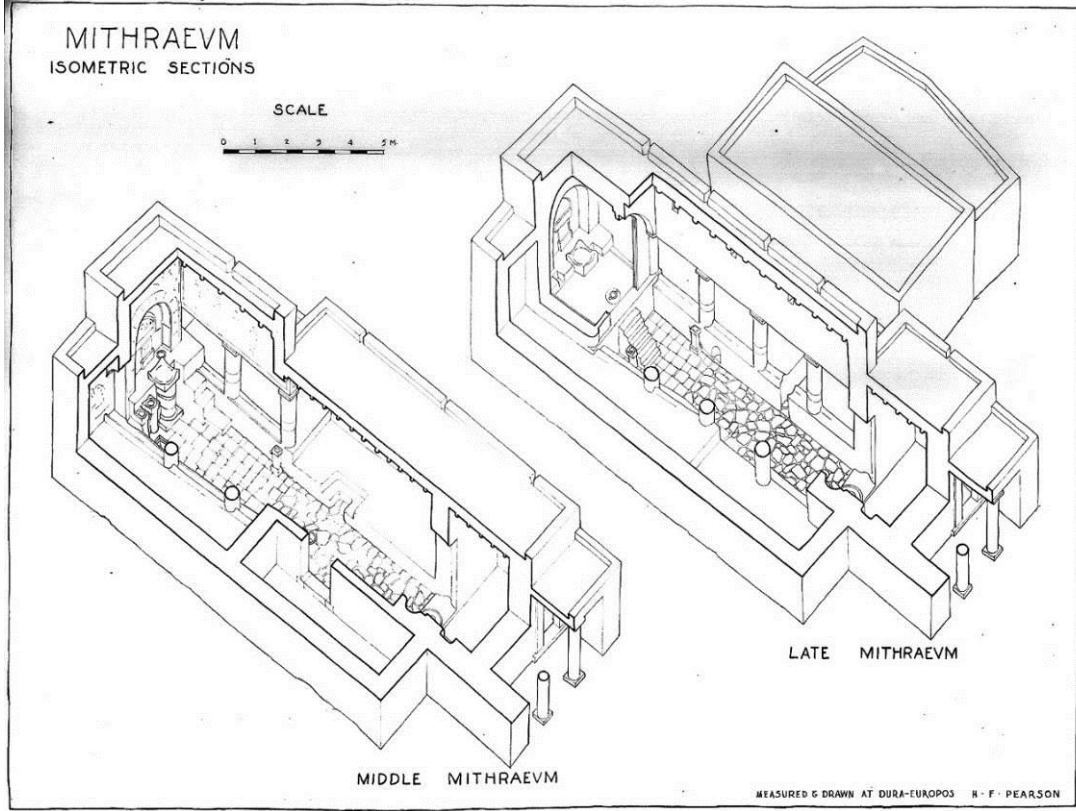 MITHRAEVM
ISOMETRIC SECTIONS
SCALE
0 1 2 3 4 5 M.
LATE MITHRAEVM
MIDDLE MITHRAEVM
MEASURED & DRAWN AT DURA-EUROPOS H · F · PEARSON